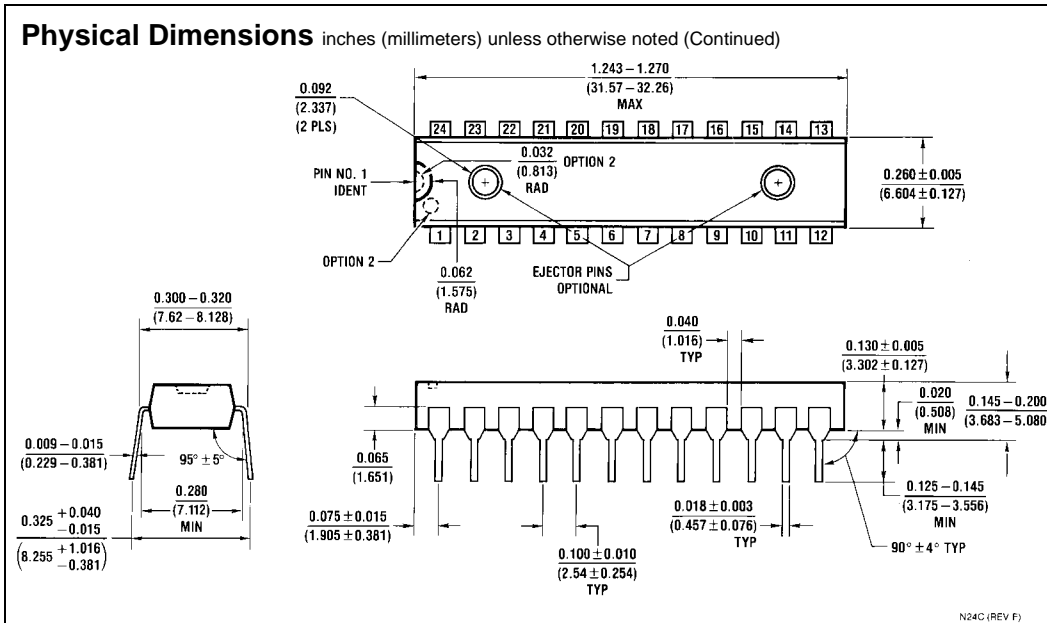 Physical Dimensions inches (millimeters) unless otherwise noted (Continued)
1.243 – 1.270
(31.57 – 32.26)
MAX
0.092
(2.337)
(2 PLS)
24 23 22 21 20 19 18 17 16 15 14 13
0.032
(0.813)
RAD
OPTION 2
PIN NO. 1
IDENT
0.260 ± 0.005
(6.604 ± 0.127)
1 2 3 4 5 6 7 8 9 10 11 12
OPTION 2
0.062
(1.575)
RAD
EJECTOR PINS
OPTIONAL
0.300 – 0.320
(7.62 – 8.128)
0.040
(1.016)
TYP
0.130 ± 0.005
(3.302 ± 0.127)
0.020
(0.508)
MIN
0.145 – 0.200
(3.683 – 5.080)
0.009 – 0.015
(0.229 – 0.381)
95° ± 5°
0.280
(7.112)
MIN
0.065
(1.651)
0.325 +0.040 -0.015
(8.255 +1.016 -0.381)
0.075 ± 0.015
(1.905 ± 0.381)
0.100 ± 0.010
(2.54 ± 0.254)
TYP
0.018 ± 0.003
(0.457 ± 0.076)
TYP
0.125 – 0.145
(3.175 – 3.556)
MIN
90° ± 4° TYP
N24C (REV F)